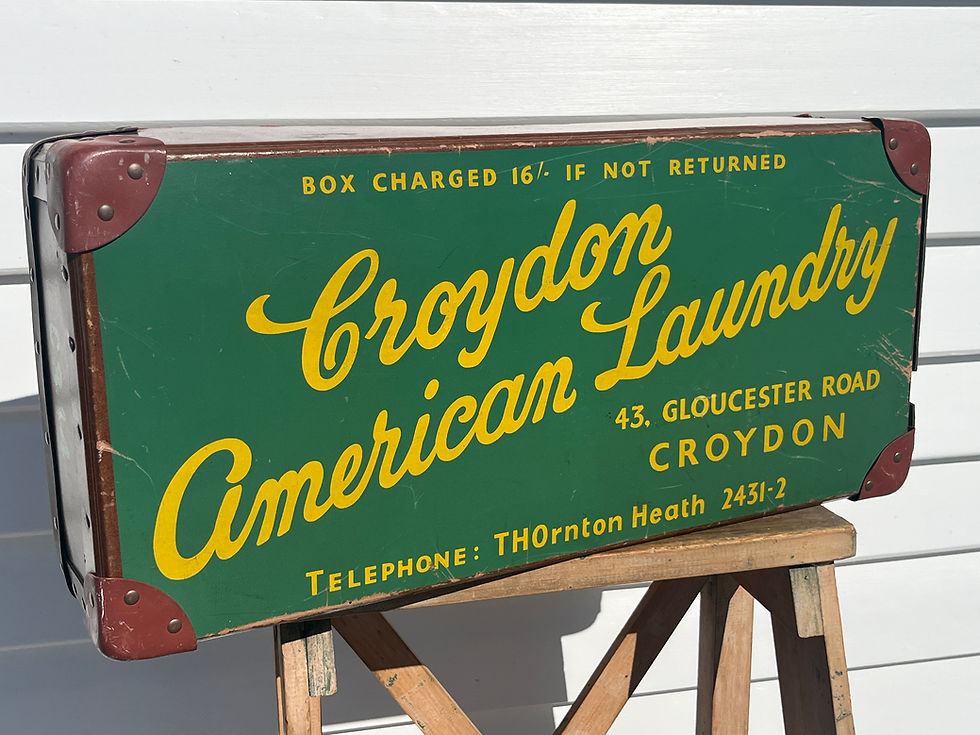 BOX CHARGED 16/- IF NOT RETURNED
Croydon
American Laundry
43, GLOUCESTER ROAD
CROYDON
TELEPHONE: THOrnton Heath 2431-2